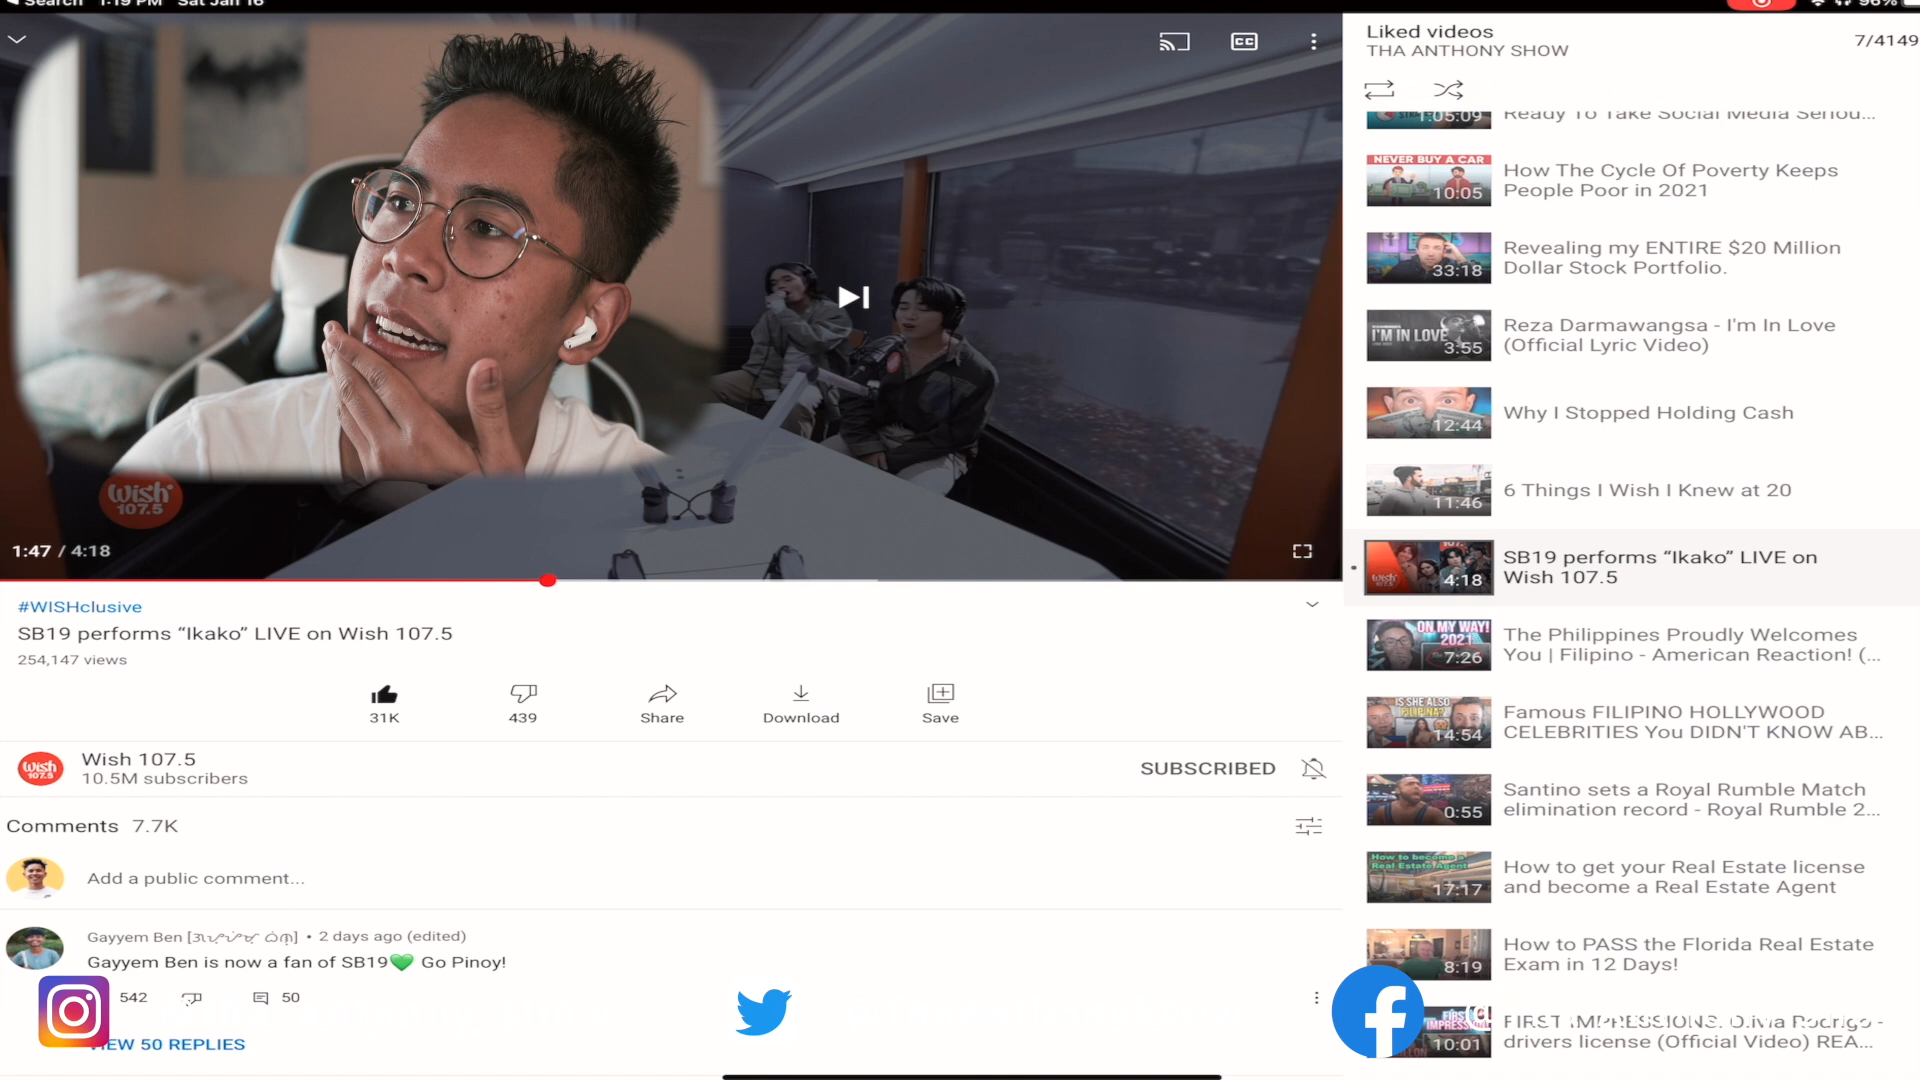 Search 1:19 PM Sat Jan 16
96%
Liked videos
THA ANTHONY SHOW
7/4149
1:05:09
Ready To Take Social Media Seriou...
NEVER BUY A CAR
10:05
How The Cycle Of Poverty Keeps
People Poor in 2021
33:18
Revealing my ENTIRE $20 Million
Dollar Stock Portfolio.
I'M IN LOVE
3:55
Reza Darmawangsa - I'm In Love
(Official Lyric Video)
12:44
Why I Stopped Holding Cash
11:46
6 Things I Wish I Knew at 20
wish
4:18
SB19 performs “Ikako” LIVE on
Wish 107.5
ON MY WAY!
2021
7:26
The Philippines Proudly Welcomes
You | Filipino - American Reaction! (...
IS SHE ALSO
FILIPINA?
14:54
Famous FILIPINO HOLLYWOOD
CELEBRITIES You DIDN'T KNOW AB...
0:55
Santino sets a Royal Rumble Match
elimination record - Royal Rumble 2...
How to become a
Real Estate Agent
17:17
How to get your Real Estate license
and become a Real Estate Agent
8:19
How to PASS the Florida Real Estate
Exam in 12 Days!
FIRST
IMPRESSION
10:01
FIRST IMPRESSIONS: Olivia Rodrigo -
drivers license (Official Video) REA...
CC
wish
107.5
1:47 / 4:18
#WISHclusive
SB19 performs “Ikako” LIVE on Wish 107.5
254,147 views
31K
439
Share
Download
Save
wish
107.5
Wish 107.5
10.5M subscribers
SUBSCRIBED
Comments 7.7K
Add a public comment...
Gayyem Ben • 2 days ago (edited)
Gayyem Ben is now a fan of SB19💚 Go Pinoy!
542
50
VIEW 50 REPLIES